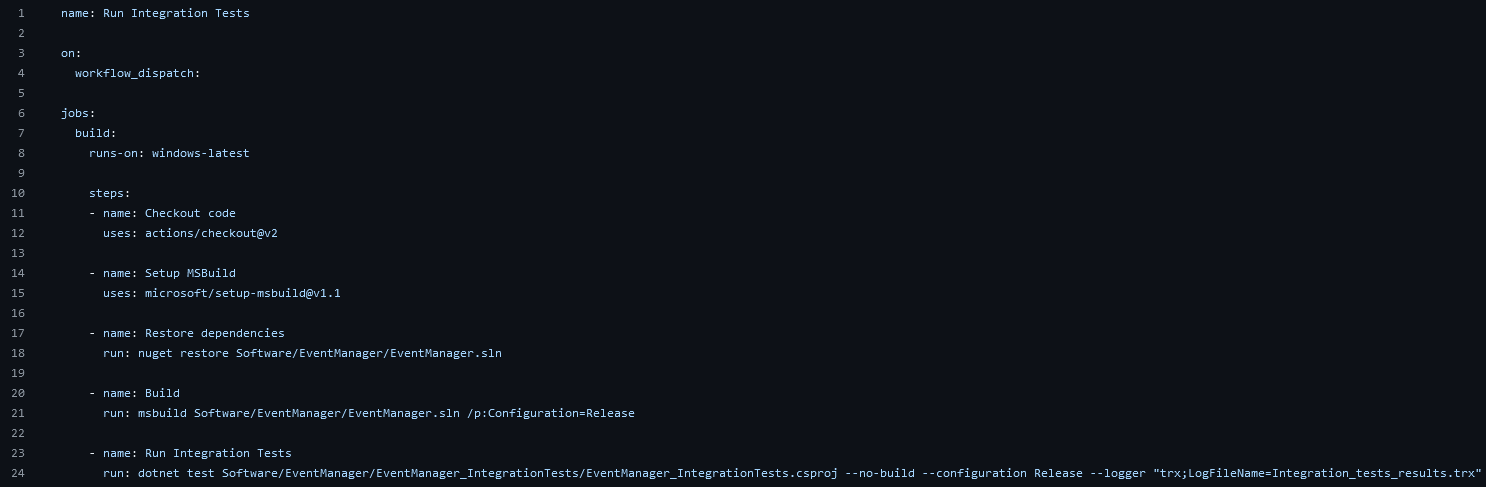 1 name: Run Integration Tests
2
3 on:
4   workflow_dispatch:
5
6 jobs:
7   build:
8     runs-on: windows-latest
9
10     steps:
11     - name: Checkout code
12       uses: actions/checkout@v2
13
14     - name: Setup MSBuild
15       uses: microsoft/setup-msbuild@v1.1
16
17     - name: Restore dependencies
18       run: nuget restore Software/EventManager/EventManager.sln
19
20     - name: Build
21       run: msbuild Software/EventManager/EventManager.sln /p:Configuration=Release
22
23     - name: Run Integration Tests
24       run: dotnet test Software/EventManager/EventManager_IntegrationTests/EventManager_IntegrationTests.csproj --no-build --configuration Release --logger "trx;LogFileName=Integration_tests_results.trx"